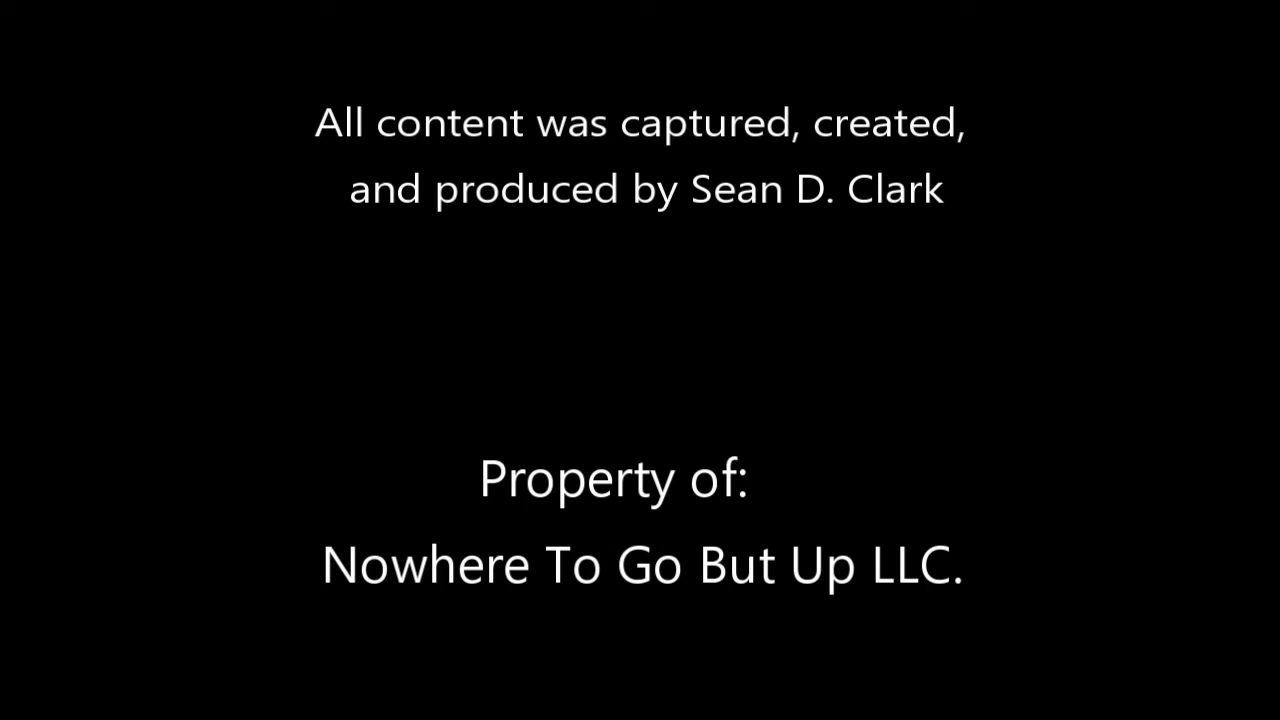 All content was captured, created,
and produced by Sean D. Clark
Property of:
Nowhere To Go But Up LLC.